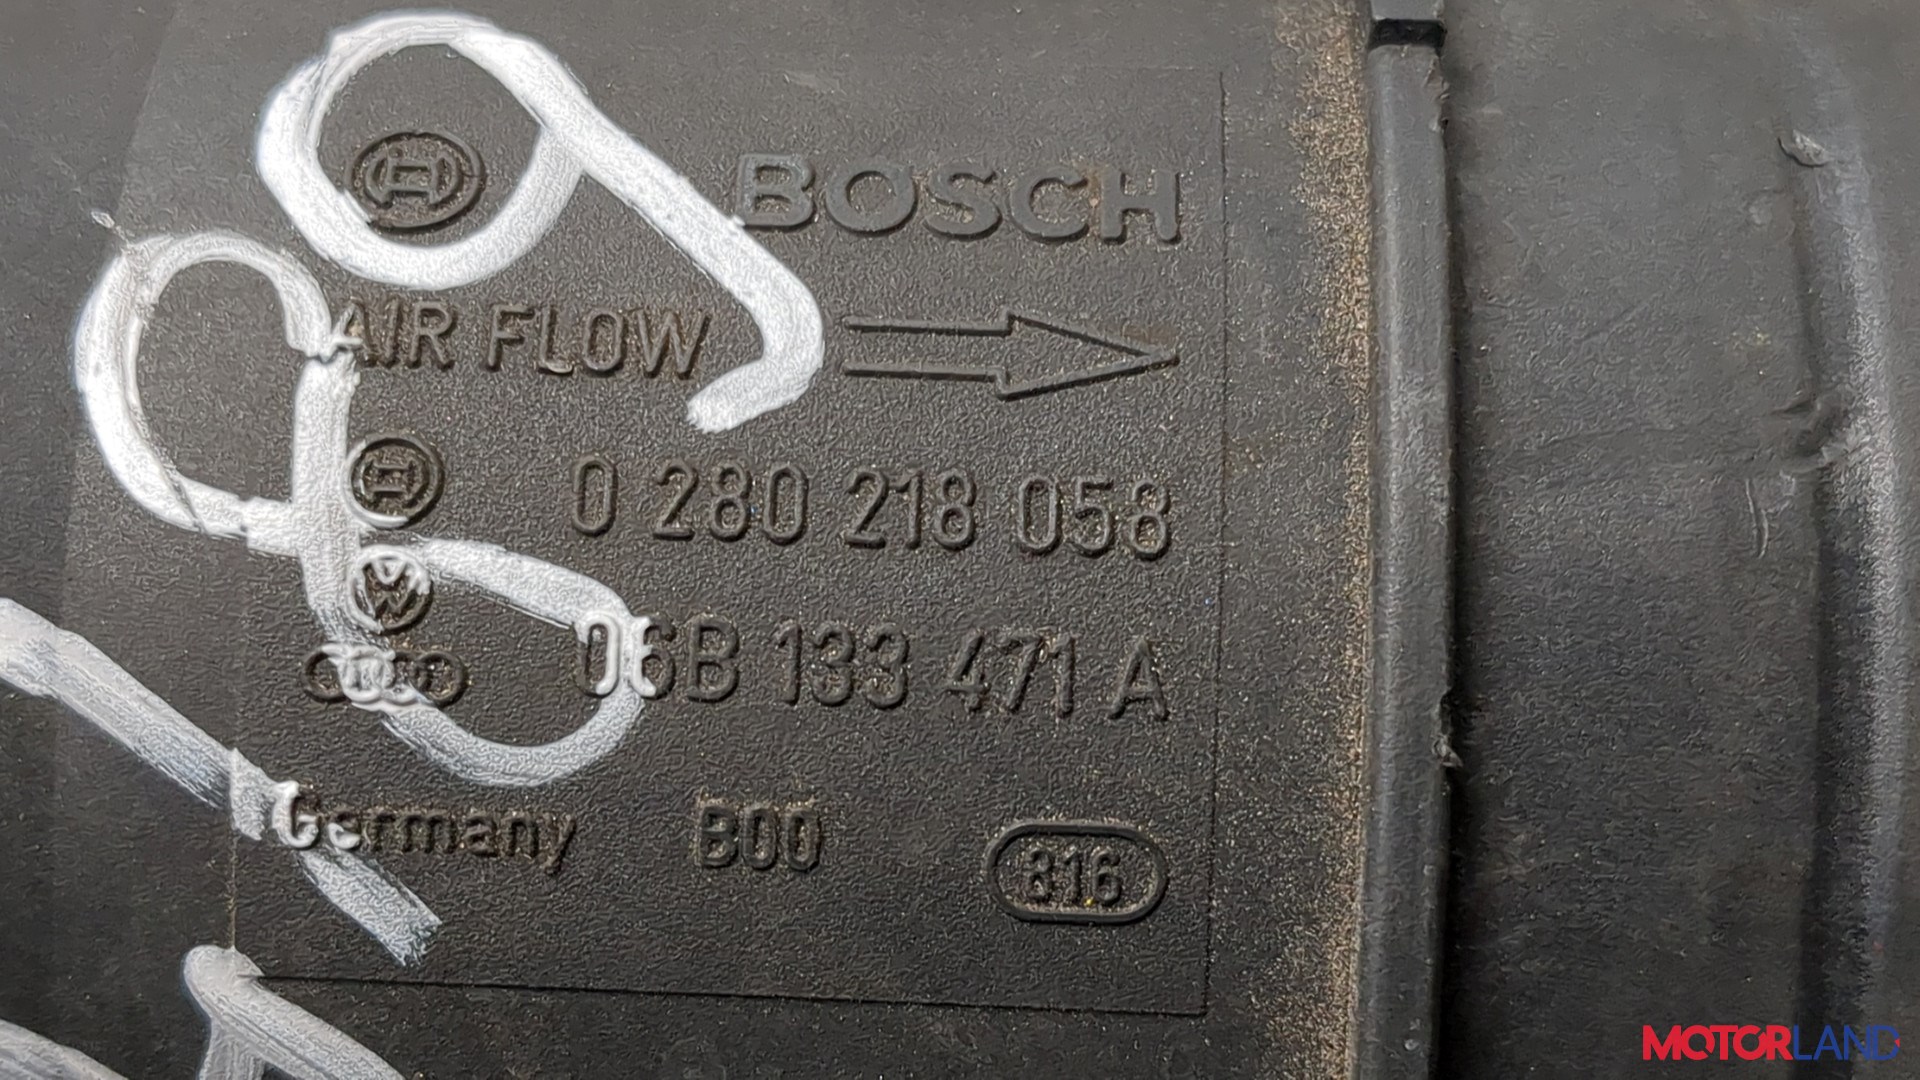 BOSCH
AIR FLOW
0 280 218 058
06B 133 471 A
Germany B00 816
MOTORLAND